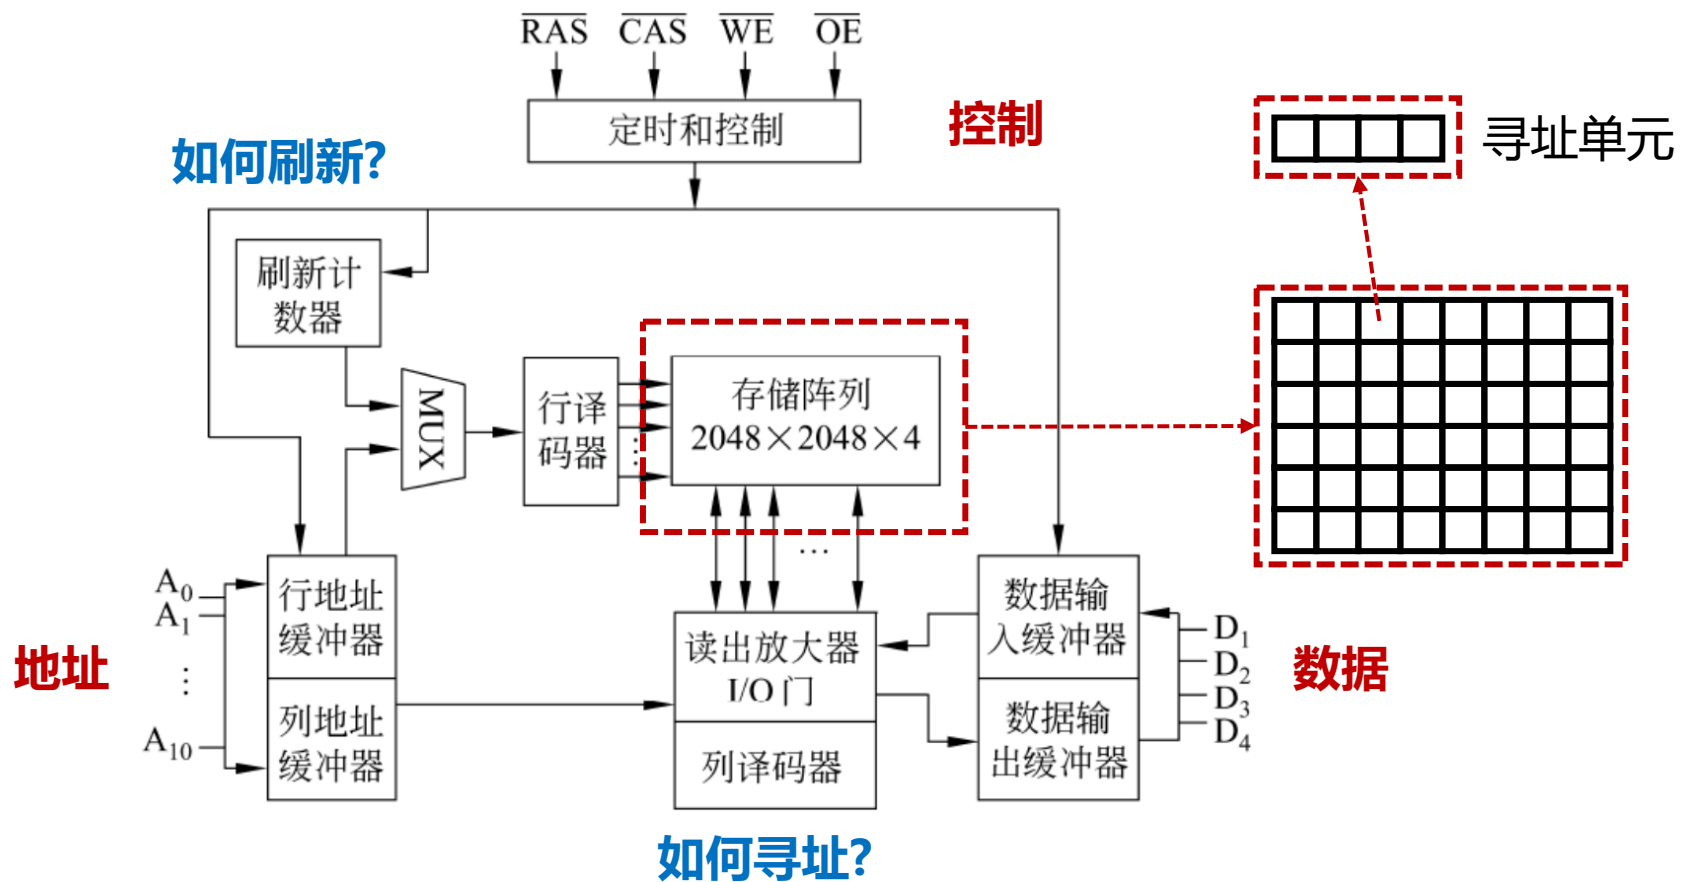 RAS CAS WE OE
定时和控制
控制
寻址单元
如何刷新?
刷新计
数器
MUX
行译
码器
存储阵列
2048×2048×4
⋮
…
A0
A1
⋮
A10
地址
行地址
缓冲器
列地址
缓冲器
读出放大器
I/O 门
列译码器
数据输
入缓冲器
数据输
出缓冲器
D1
D2
D3
D4
数据
如何寻址?